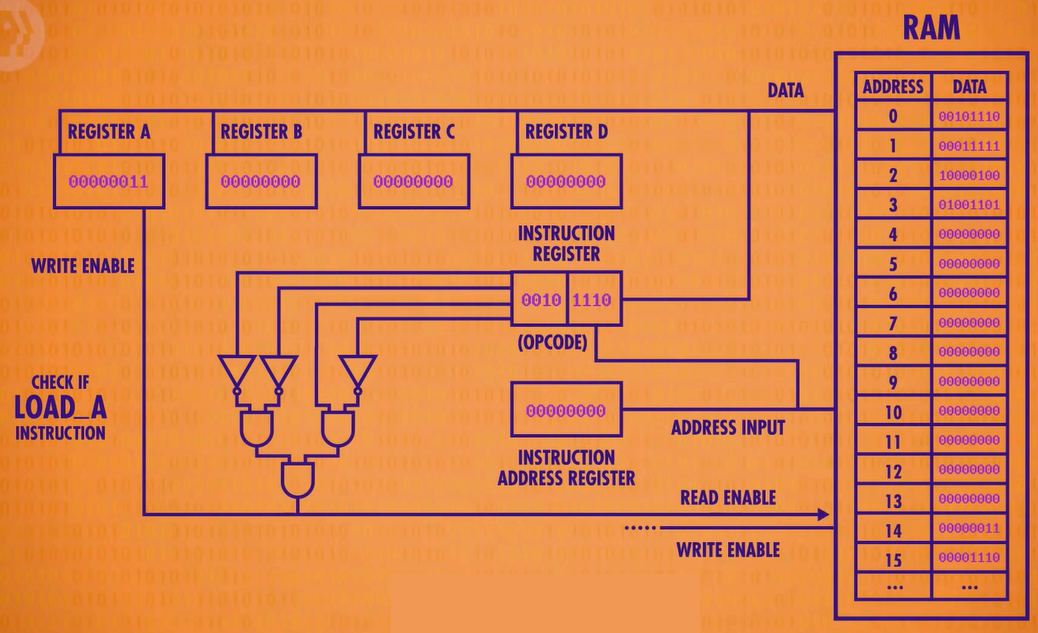 RAM
DATA
ADDRESS DATA
0 00101110
1 00011111
2 10000100
3 01001101
4 00000000
5 00000000
6 00000000
7 00000000
8 00000000
9 00000000
10 00000000
11 00000000
12 00000000
13 00000000
14 00000011
15 00001110
... ...
REGISTER A
00000011
REGISTER B
00000000
REGISTER C
00000000
REGISTER D
00000000
INSTRUCTION
REGISTER
0010 1110
(OPCODE)
WRITE ENABLE
CHECK IF
LOAD_A
INSTRUCTION
00000000
ADDRESS INPUT
INSTRUCTION
ADDRESS REGISTER
READ ENABLE
WRITE ENABLE